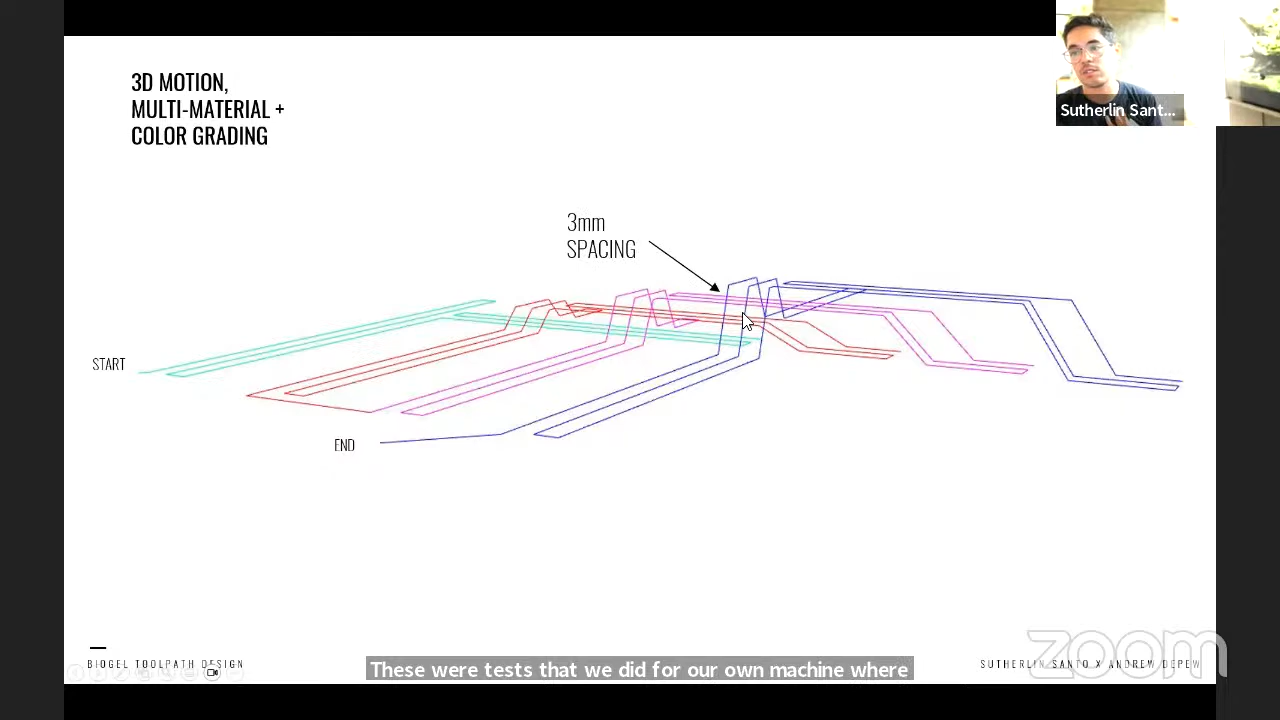 3D MOTION,
MULTI-MATERIAL +
COLOR GRADING
Sutherlin Sant...
3mm
SPACING
START
END
BIOGEL TOOLPATH DESIGN
These were tests that we did for our own machine where
SUTHERLIN SANTO X ANDREW DEPEW
zoom